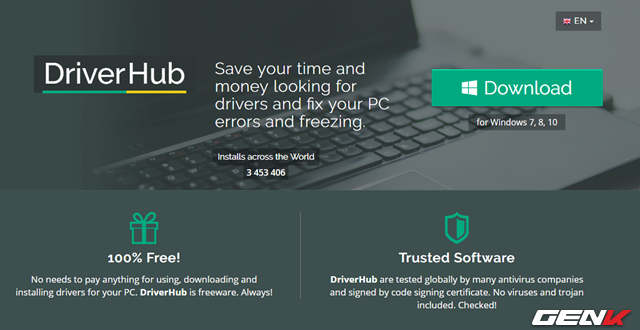 EN
DriverHub
Save your time and
money looking for
drivers and fix your PC
errors and freezing.
Installs across the World
3 453 406
Download
for Windows 7, 8, 10
100% Free!
No needs to pay anything for using, downloading and
installing drivers for your PC. DriverHub is freeware. Always!
Trusted Software
DriverHub are tested globally by many antivirus companies
and signed by code signing certificate. No viruses and trojan
included. Checked!
GENK